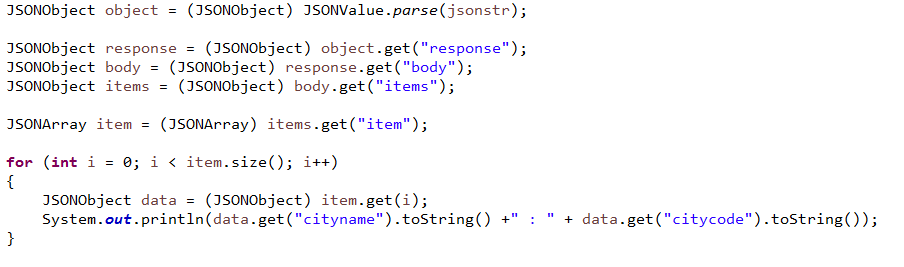 JSONObject object = (JSONObject) JSONValue.parse(jsonstr);
JSONObject response = (JSONObject) object.get("response");
JSONObject body = (JSONObject) response.get("body");
JSONObject items = (JSONObject) body.get("items");
JSONArray item = (JSONArray) items.get("item");
for (int i = 0; i < item.size(); i++)
{
    JSONObject data = (JSONObject) item.get(i);
    System.out.println(data.get("cityname").toString() +" : " + data.get("citycode").toString());
}